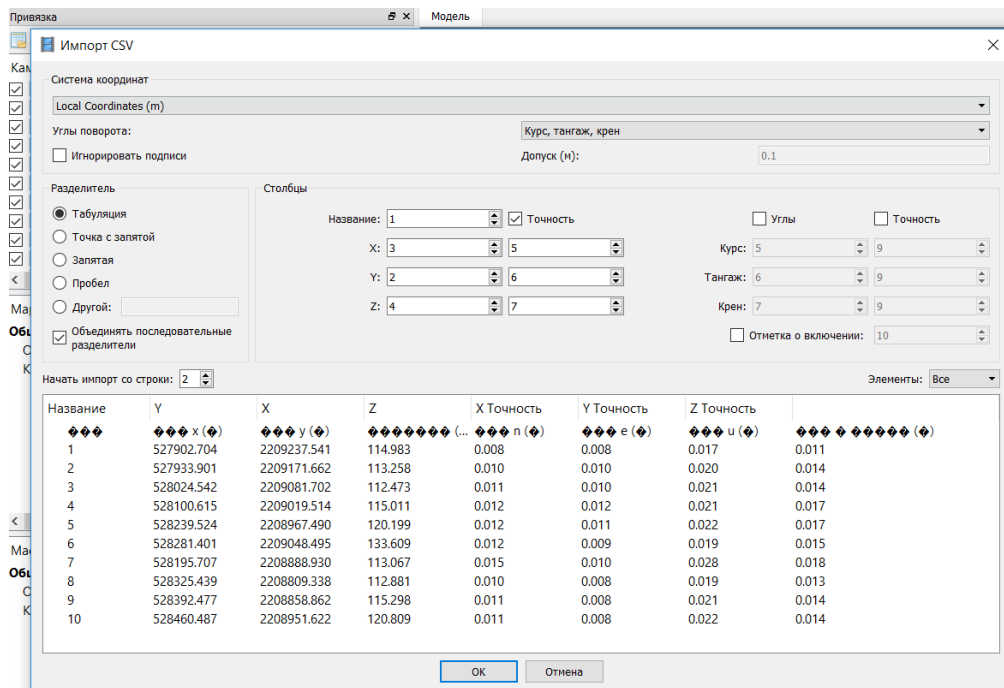 Привязка
Модель
Импорт CSV
Система координат
Local Coordinates (m)
Углы поворота:
Курс, тангаж, крен
Игнорировать подписи
Допуск (м):
0.1
Разделитель
Табуляция
Точка с запятой
Запятая
Пробел
Другой:
Объединять последовательные
разделители
Столбцы
Название: 1
Точность
X: 3 5
Y: 2 6
Z: 4 7
Углы
Точность
Курс: 5 9
Тангаж: 6 9
Крен: 7 9
Отметка о включении: 10
Начать импорт со строки: 2
Элементы: Все
Название Y X Z X Точность Y Точность Z Точность
��� ��� x (�) ��� y (�) ������� (... ��� n (�) ��� e (�) ��� u (�) ��� � ����� (�)
1 527902.704 2209237.541 114.983 0.008 0.008 0.017 0.011
2 527933.901 2209171.662 113.258 0.010 0.010 0.020 0.014
3 528024.542 2209081.702 112.473 0.011 0.010 0.021 0.014
4 528100.615 2209019.514 115.011 0.012 0.012 0.021 0.017
5 528239.524 2208967.490 120.199 0.012 0.011 0.022 0.017
6 528281.401 2209048.495 133.609 0.012 0.009 0.019 0.015
7 528195.707 2208888.930 113.067 0.015 0.010 0.028 0.018
8 528325.439 2208809.338 112.881 0.010 0.008 0.019 0.013
9 528392.477 2208858.862 115.298 0.011 0.008 0.021 0.014
10 528460.487 2208951.622 120.809 0.011 0.008 0.022 0.014
OK
Отмена